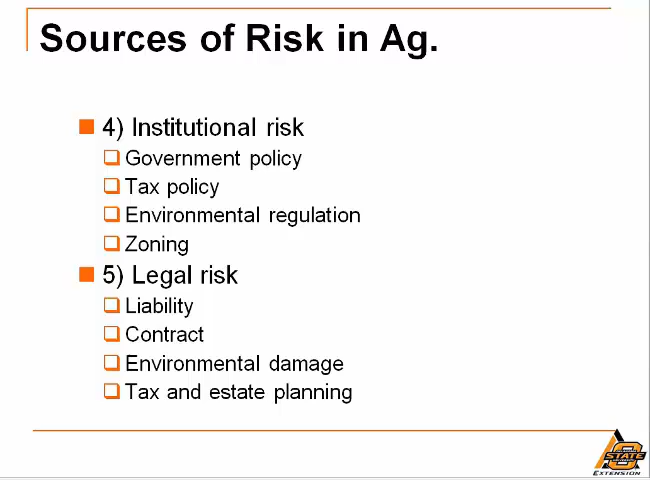 Sources of Risk in Ag.
4) Institutional risk
Government policy
Tax policy
Environmental regulation
Zoning
5) Legal risk
Liability
Contract
Environmental damage
Tax and estate planning
STATE
EXTENSION